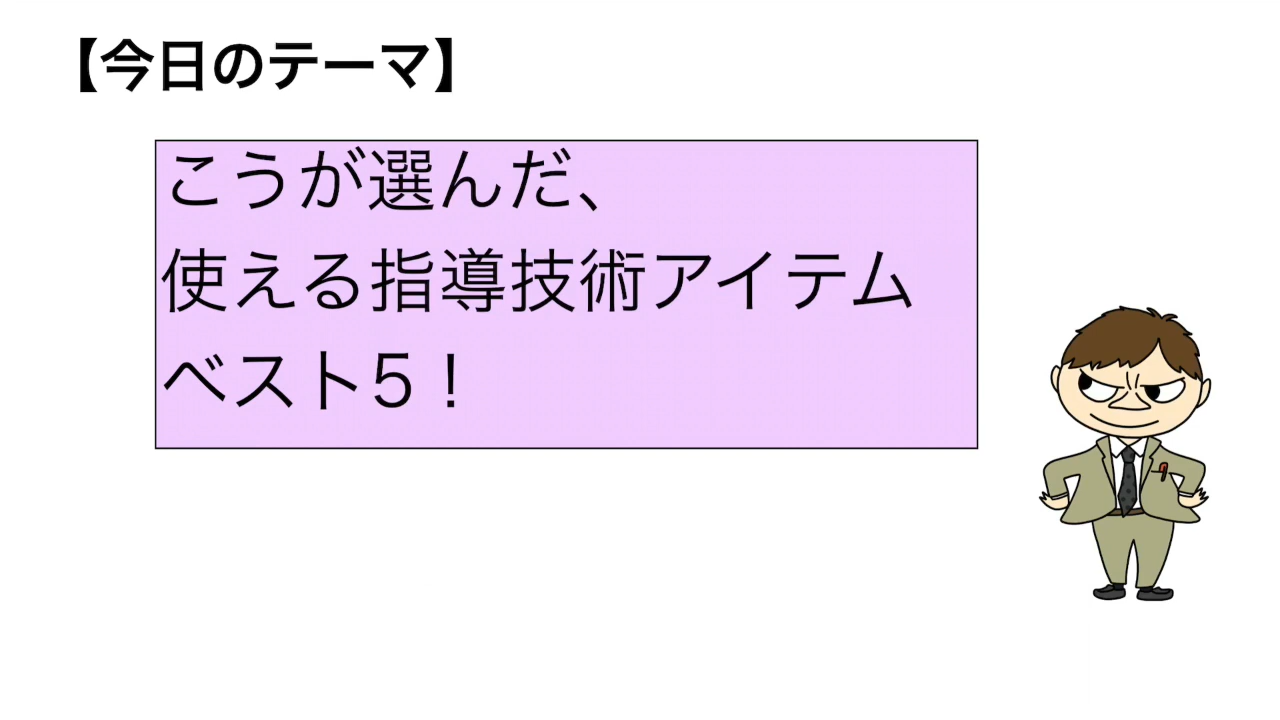 【今日のテーマ】
こうが選んだ、
使える指導技術アイテム
ベスト５！